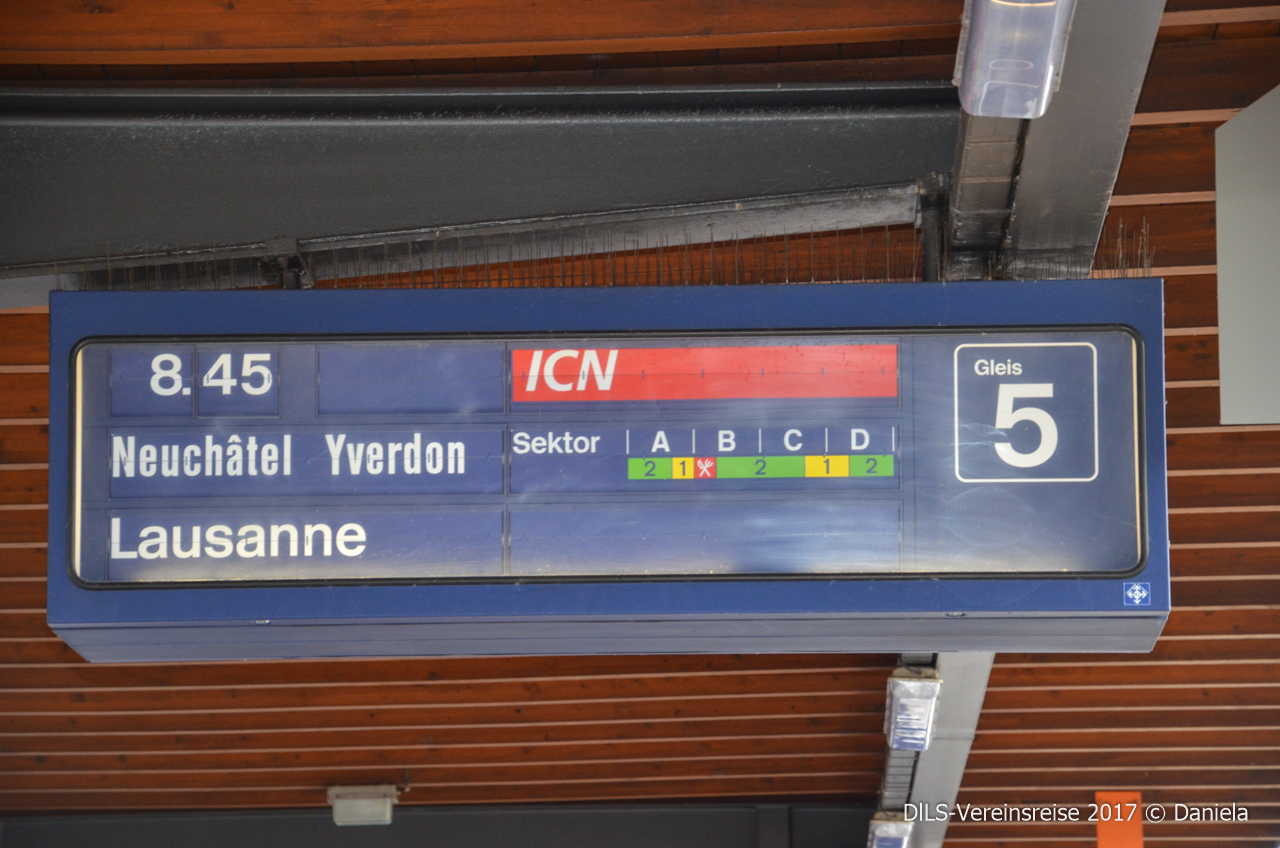 8.45 ICN Gleis
5
Neuchâtel Yverdon Sektor A B C D
2 1 2 1 2
Lausanne
DILS-Vereinsreise 2017 © Daniela